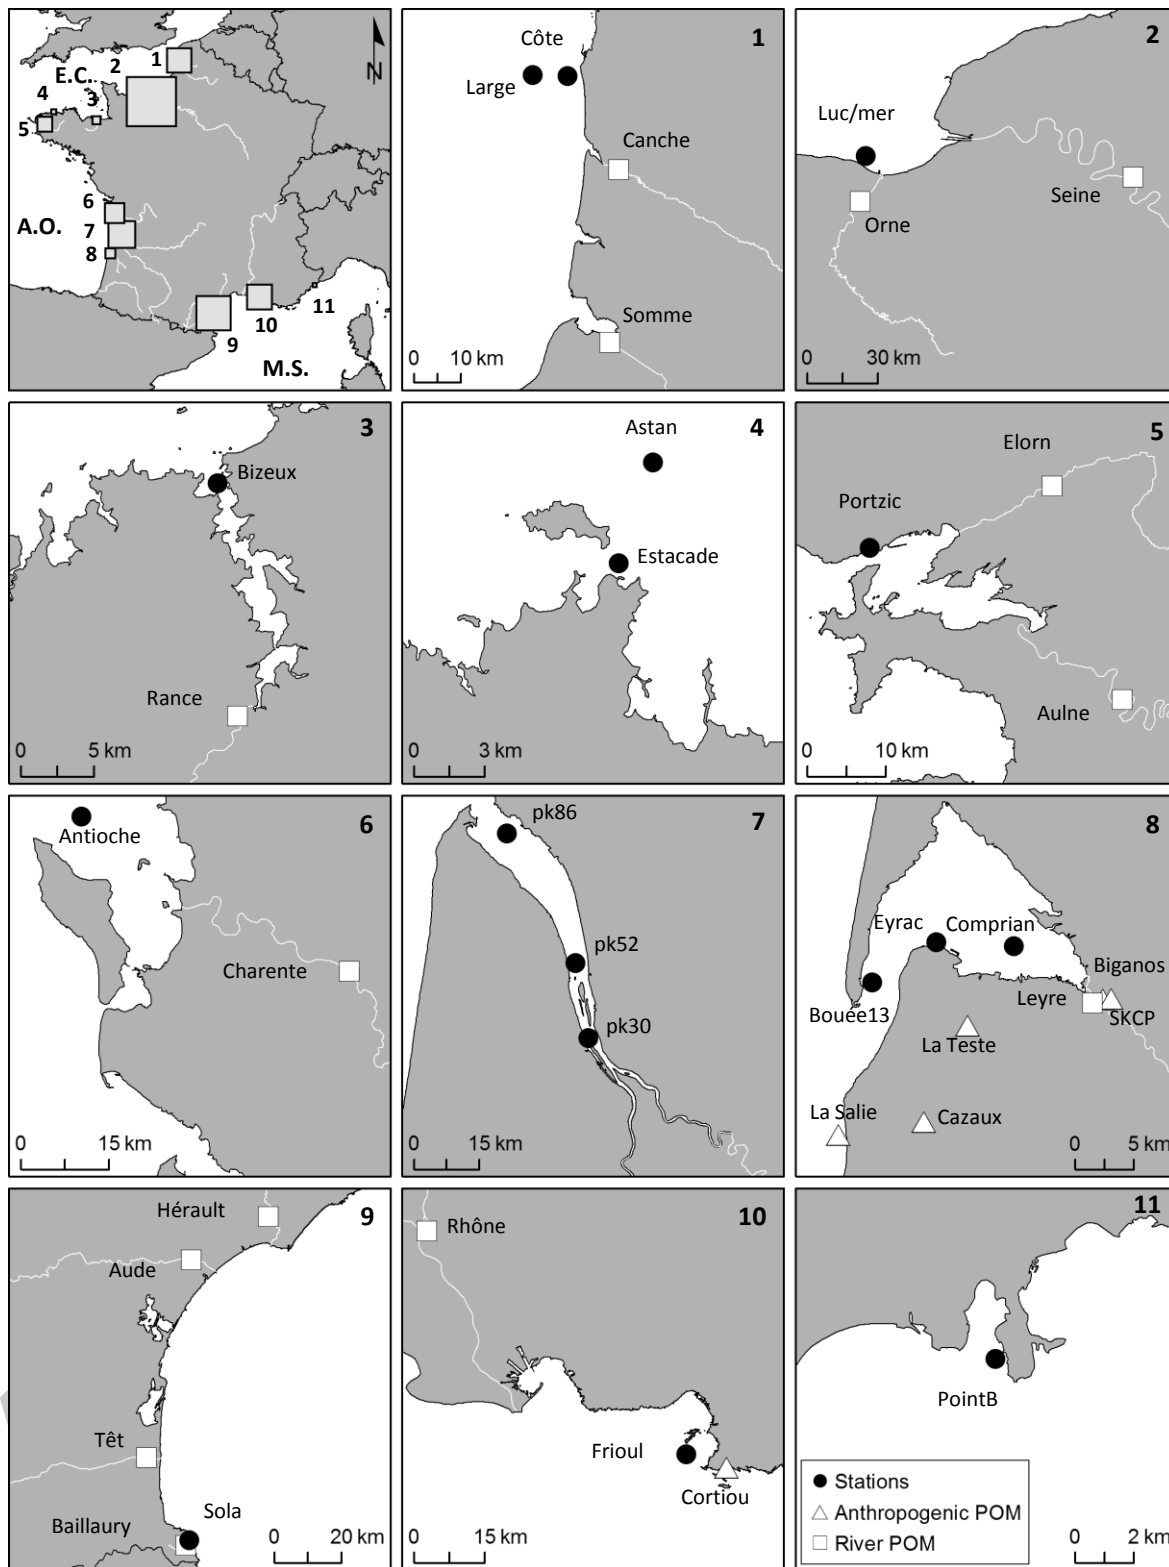 1
2
E.C.
4
3
5
N
6
A.O.
7
8
11
10
9
M.S.
1
Côte
Large
Canche
Somme
0 10 km
2
Luc/mer
Seine
Orne
0 30 km
3
Bizeux
Rance
0 5 km
4
Astan
Estacade
0 3 km
5
Elorn
Portzic
Aulne
0 10 km
6
Antioche
Charente
0 15 km
7
pk86
pk52
pk30
0 15 km
8
Eyrac Comprian
Biganos
Leyre
SKCP
Bouée13
La Teste
La Salie
Cazaux
0 5 km
9
Hérault
Aude
Têt
Sola
Baillaury
0 20 km
10
Rhône
Frioul
Cortiou
0 15 km
11
PointB
Stations
Anthropogenic POM
River POM
0 2 km